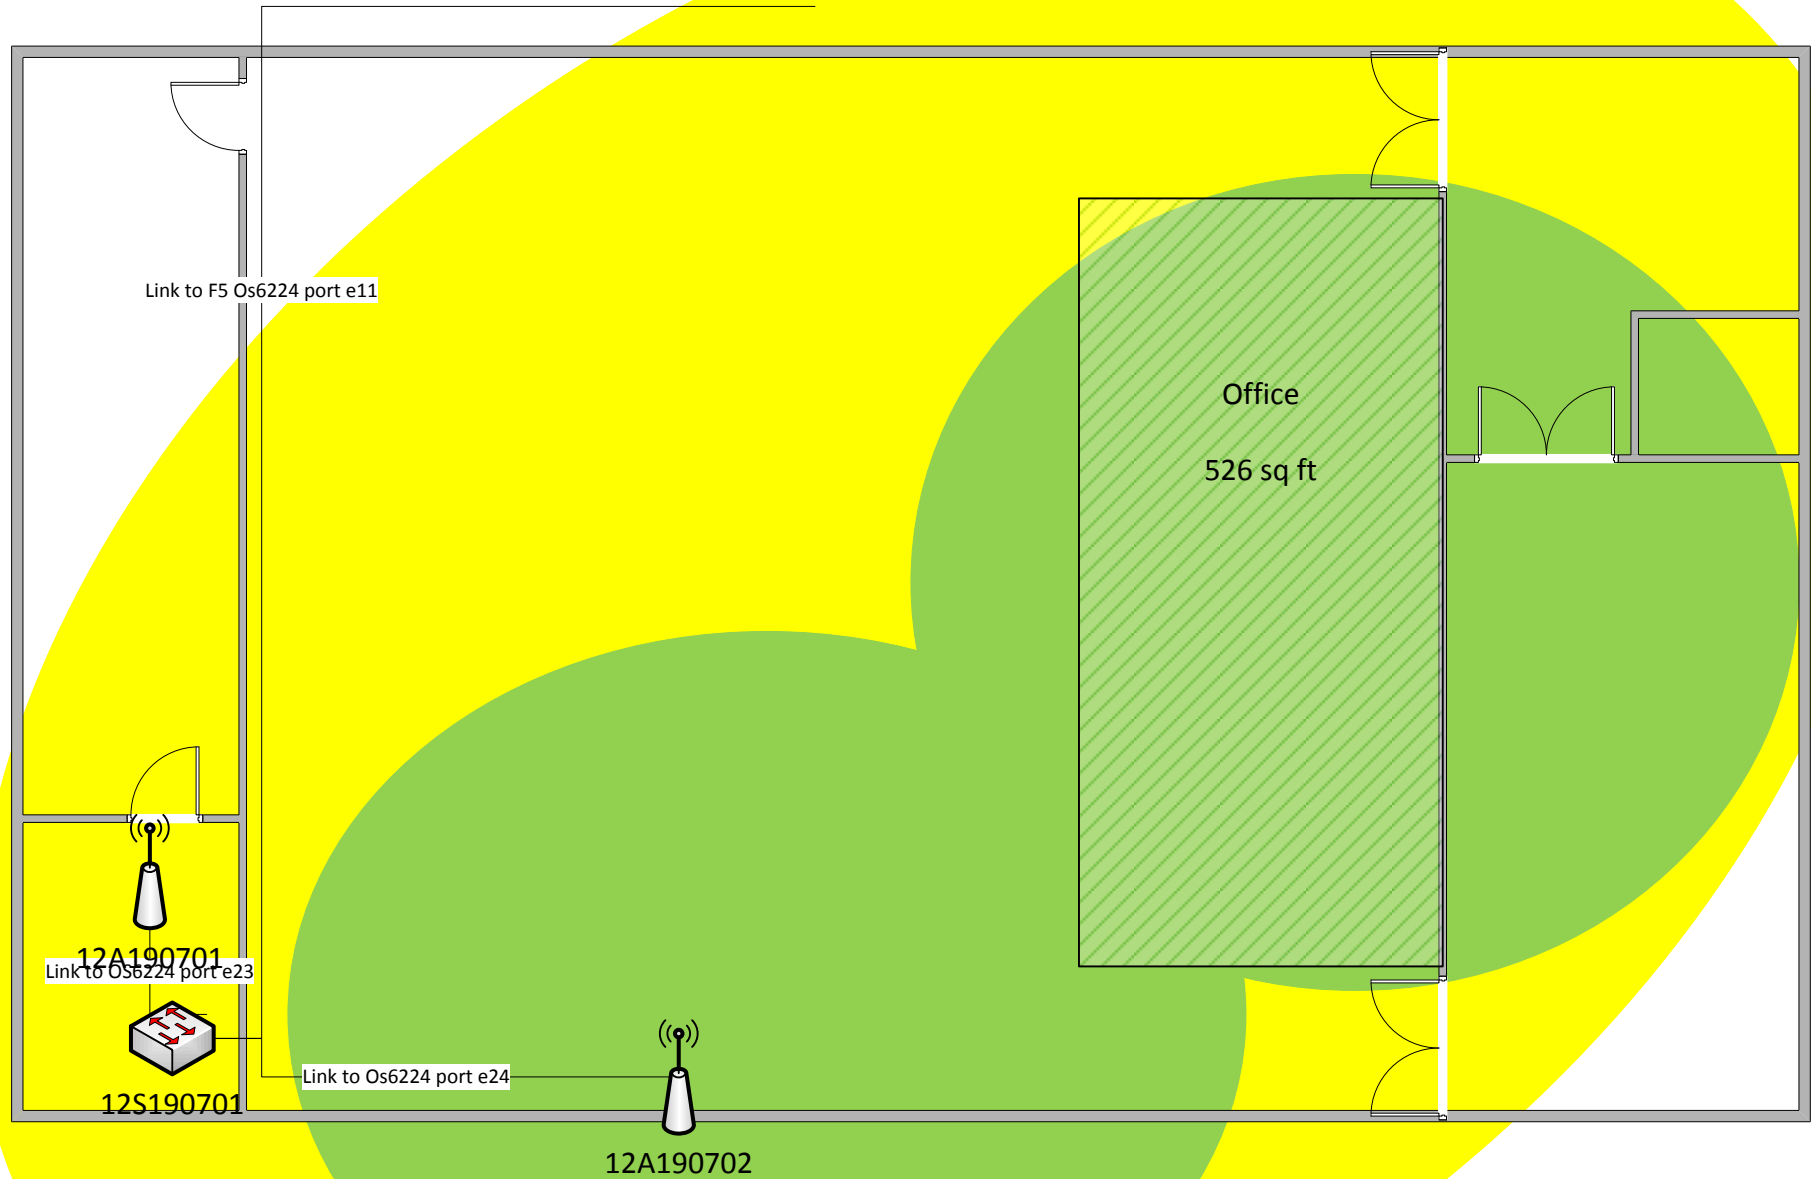 Link to F5 Os6224 port e11
Office
526 sq ft
12A190701
Link to OS6224 port e23
12S190701
Link to Os6224 port e24
12A190702